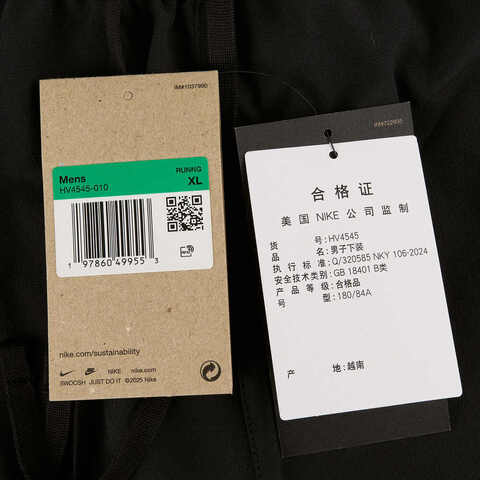 IM#1037990
Mens
HV4545-010
RUNNG
XL
1 97860 49955 3
nike.com/sustainability
NIKE nike.com
SWOOSH JUST DO IT ©2025 Nike
合格证
美国 NIKE 公司监制
货 号: HV4545
品 名: 男子下装
执行标准: Q/320585 NKY 106-2024
安全技术类别: GB 18401 B类
产品等级: 合格品
号 型: 180/84A
产 地: 越南